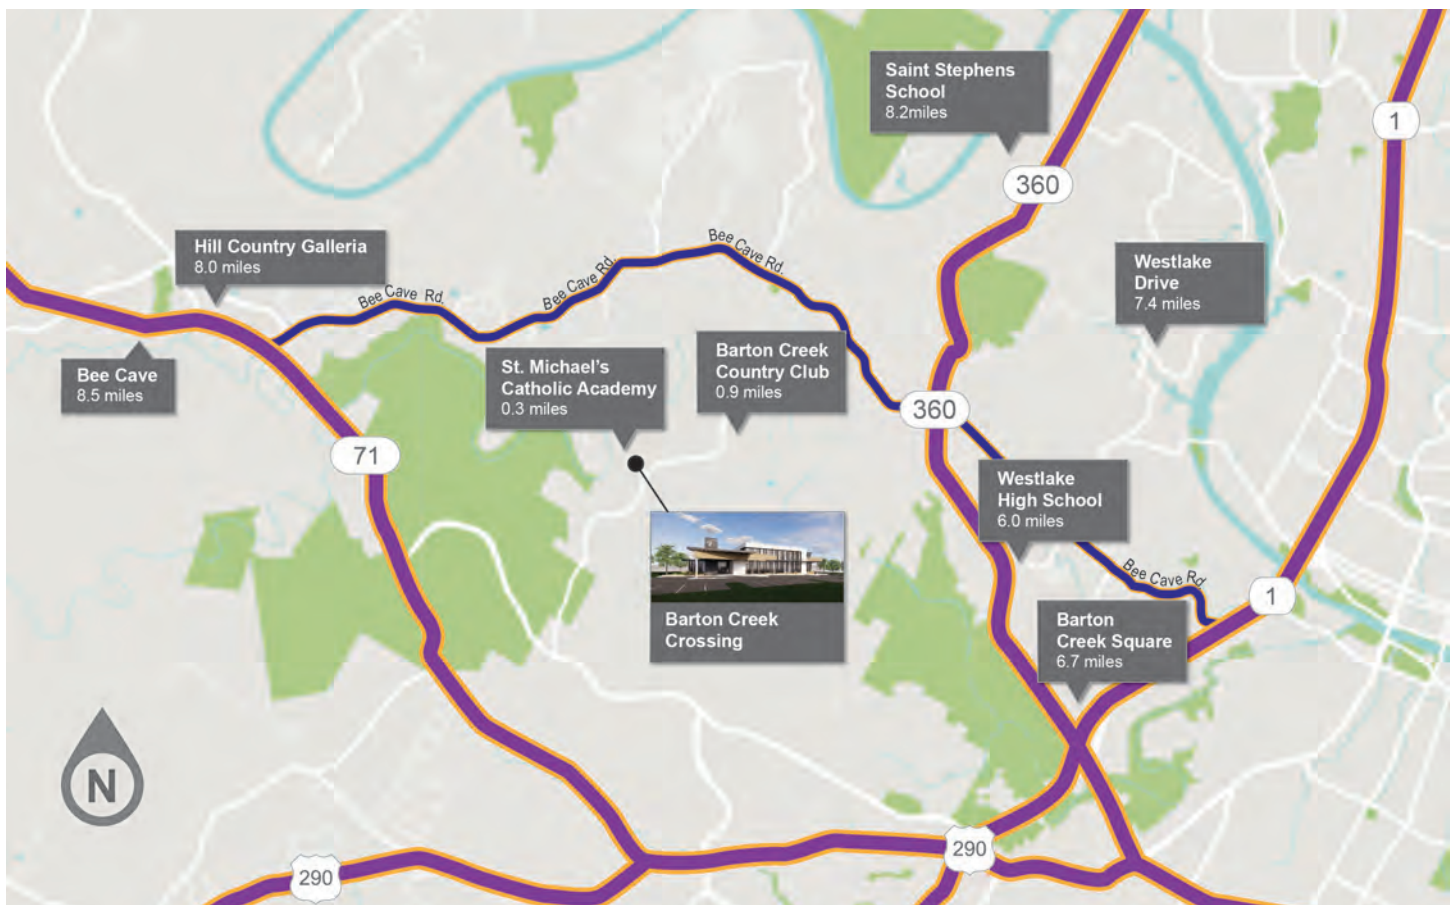 Saint Stephens
School
8.2miles
1
360
Bee Cave Rd.
Hill Country Galleria
8.0 miles
Westlake
Drive
7.4 miles
Bee Cave Rd.
Bee Cave Rd.
Bee Cave
8.5 miles
St. Michael's
Catholic Academy
0.3 miles
Barton Creek
Country Club
0.9 miles
360
71
Westlake
High School
6.0 miles
Bee Cave Rd
1
Barton Creek
Crossing
Barton
Creek Square
6.7 miles
N
290
290